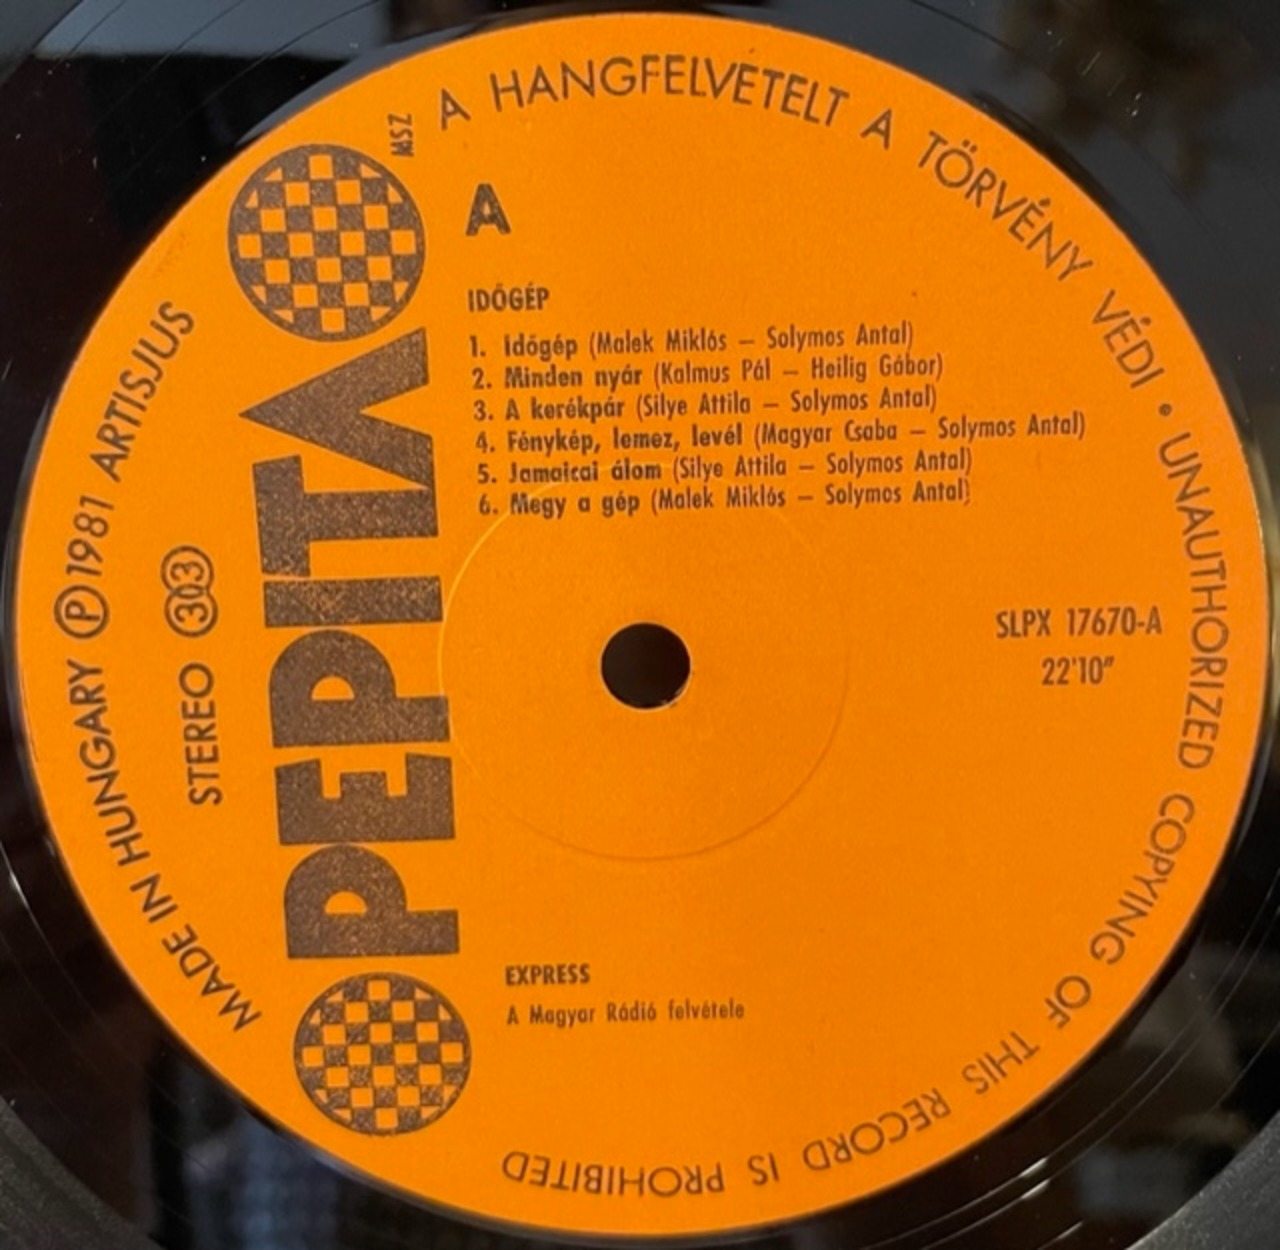 A HANGFELVETELT A TÖRVÉNY VÉDI • UNAUTHORIZED COPYING OF THIS RECORD IS PROHIBITED
MADE IN HUNGARY Ⓟ 1981 ARTISJUS
STEREO 303
PEPITA
MSZ
A
IDŐGÉP
1. Időgép (Malek Miklós – Solymos Antal)
2. Minden nyár (Kalmus Pál – Heilig Gábor)
3. A kerékpár (Silye Attila – Solymos Antal)
4. Fénykép, lemez, levél (Magyar Csaba – Solymos Antal)
5. Jamaicai álom (Silye Attila – Solymos Antal)
6. Megy a gép (Malek Miklós – Solymos Antal)
SLPX 17670-A
22'10"
EXPRESS
A Magyar Rádió felvétele